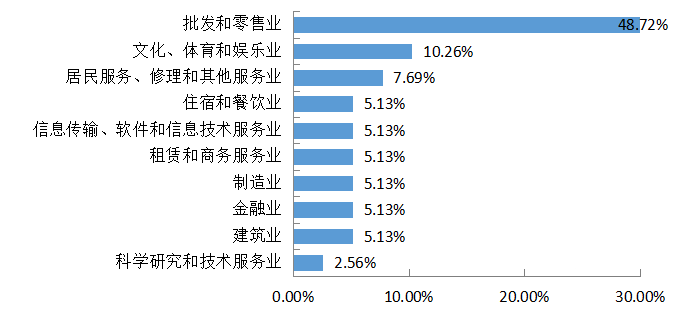 批发和零售业 48.72%
文化、体育和娱乐业 10.26%
居民服务、修理和其他服务业 7.69%
住宿和餐饮业 5.13%
信息传输、软件和信息技术服务业 5.13%
租赁和商务服务业 5.13%
制造业 5.13%
金融业 5.13%
建筑业 5.13%
科学研究和技术服务业 2.56%
0.00% 10.00% 20.00% 30.00%